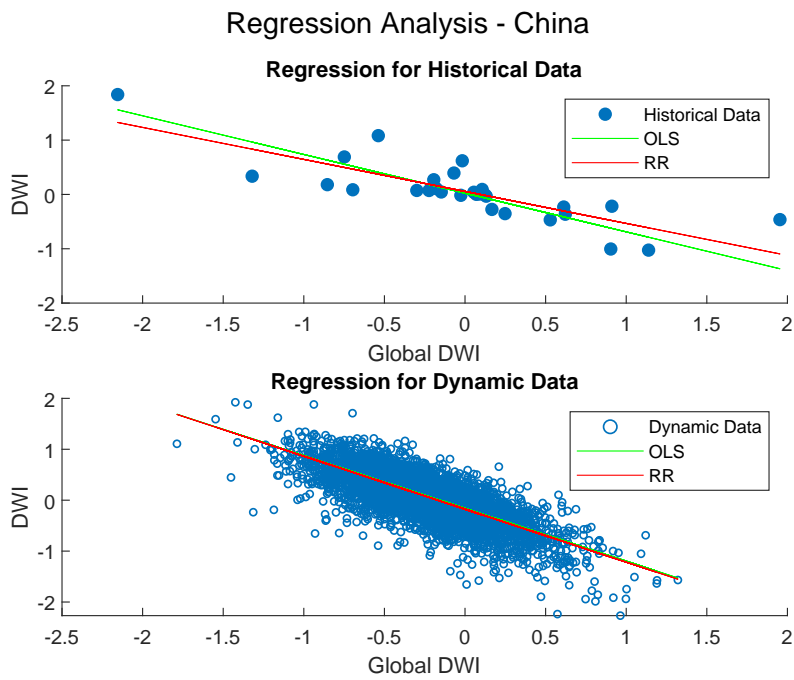 Regression Analysis - China
Regression for Historical Data
2
1
0
-1
-2
DWI
Historical Data
OLS
RR
-2.5 -2 -1.5 -1 -0.5 0 0.5 1 1.5 2
Global DWI
Regression for Dynamic Data
2
1
0
-1
-2
DWI
Dynamic Data
OLS
RR
-2.5 -2 -1.5 -1 -0.5 0 0.5 1 1.5 2
Global DWI